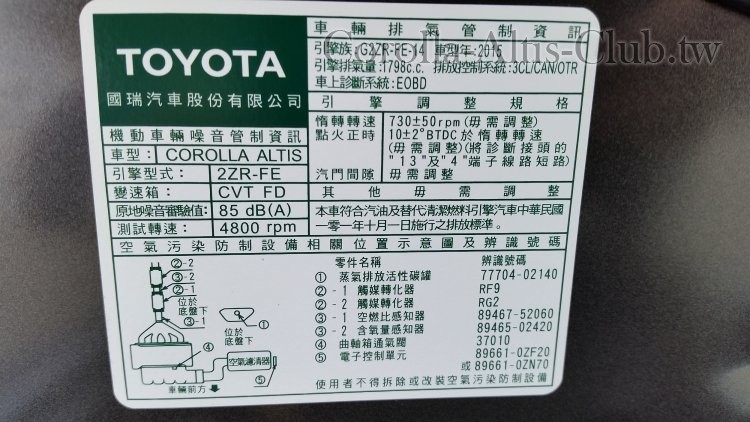 Corolla-Altis-Club.tw
TOYOTA
國瑞汽車股份有限公司
機動車輛噪音管制資訊
車型: COROLLA ALTIS
引擎型式: 2ZR-FE
變速箱: CVT FD
原地噪音審驗值: 85 dB(A)
測試轉速: 4800 rpm
車輛排氣管制資訊
引擎族:G2ZR-FE-14 車型年:2015
引擎排氣量:1798c.c. 排放控制系統:3CL/CAN/OTR
車上診斷系統:EOBD
引擎調整規格
惰轉轉速 730±50rpm(毋需調整)
點火正時 10±2°BTDC於惰轉轉速
(毋需調整)(將診斷接頭的
"13"及"4"端子線路短路)
汽門間隙 毋需調整
其他 毋需調整
本車符合汽油及替代清潔燃料引擎汽車中華民國
一零一年十月一日施行之排放標準。
空氣污染防制設備相關位置示意圖及辨識號碼
②-2
③-2
②-1
位於
底盤下
③-1
位於
底盤下
①
④
空氣濾清器
⑤
車輛前方
零件名稱 辨識號碼
① 蒸氣排放活性碳罐 77704-02140
②-1 觸媒轉化器 RF9
②-2 觸媒轉化器 RG2
③-1 空燃比感知器 89467-52060
③-2 含氧量感知器 89465-02420
④ 曲軸箱通氣閥 37010
⑤ 電子控制單元 89661-0ZF20
或 89661-0ZN70
使用者不得拆除或改裝空氣污染防制設備